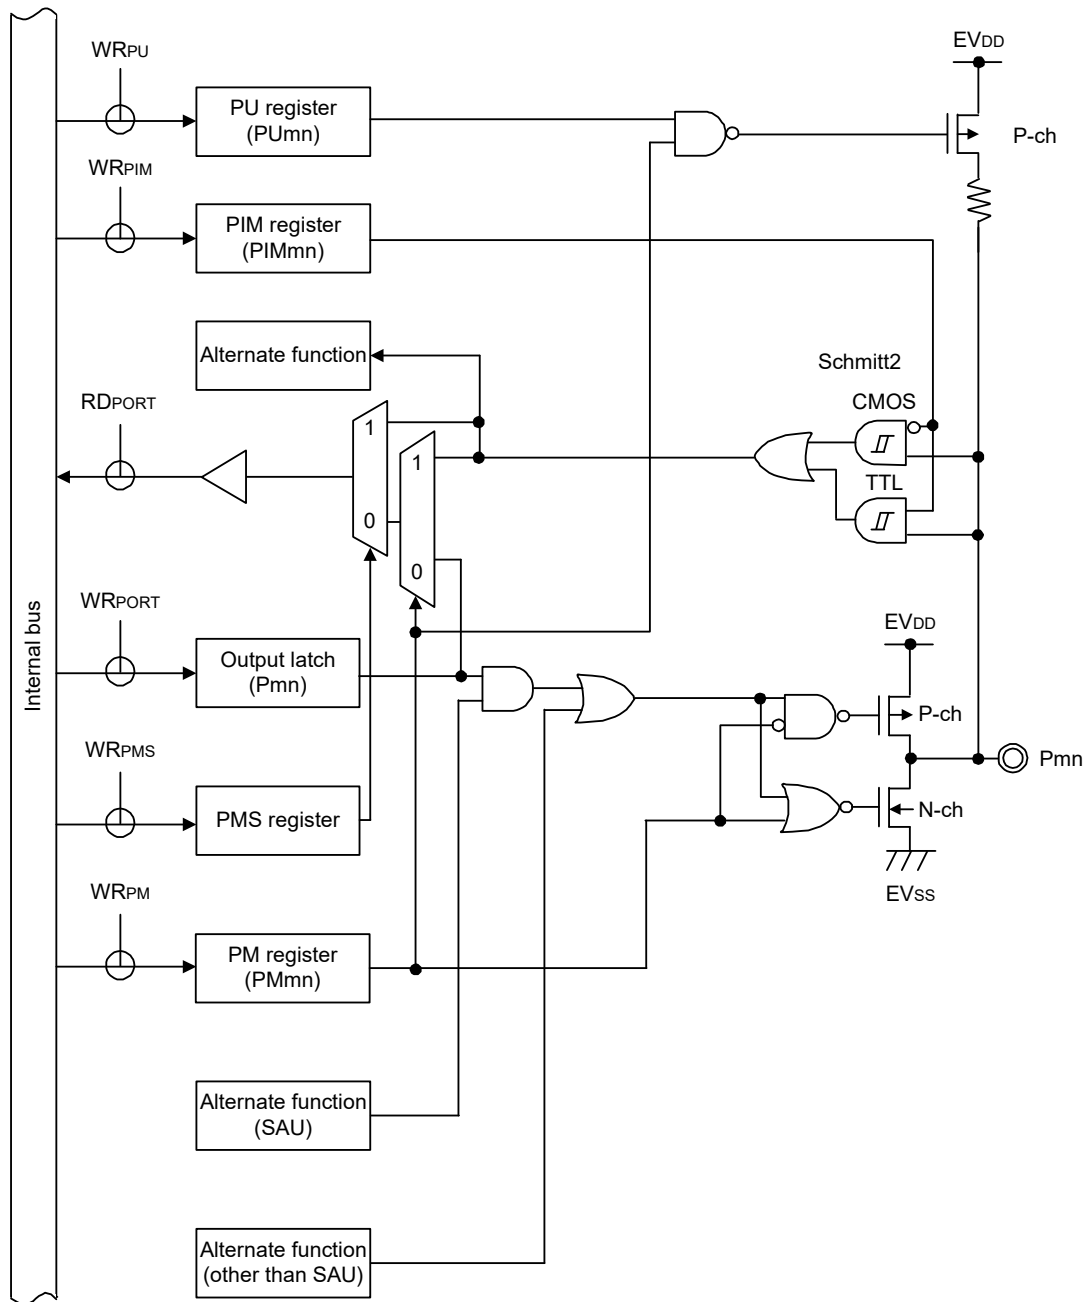 EVDD
WRPU
PU register
(PUmn)
P-ch
WRPIM
PIM register
(PIMmn)
Alternate function
Schmitt2
RDPORT
CMOS
1
1
TTL
0
0
WRPORT
Internal bus
EVDD
Output latch
(Pmn)
P-ch
WRPMS
Pmn
PMS register
N-ch
WRPM
EVSS
PM register
(PMmn)
Alternate function
(SAU)
Alternate function
(other than SAU)